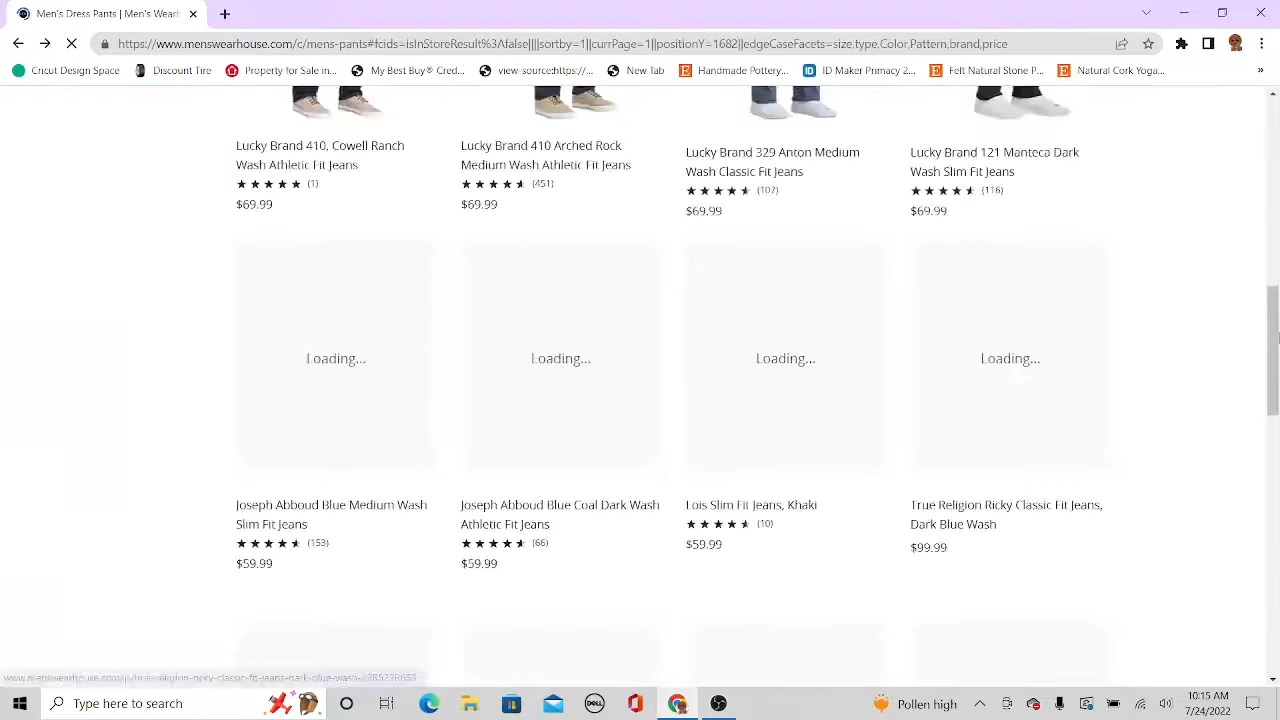 Men's Dress Pants | Men's Wearh
https://www.menswearhouse.com/c/mens-pants#fcids=isInStoreResult%3Afalse||||sortby=1||currPage=1||positionY=1682||edgeCaseFacets=size.type,Color,Pattern,brand,price
Cricut Design Space Discount Tire Property for Sale in... My Best Buy® Cred... view-source:https://... New Tab Handmade Pottery... ID Maker Primacy 2... Felt Natural Stone P... Natural Cork Yoga... »
Lucky Brand 410, Cowell Ranch
Wash Athletic Fit Jeans
★ ★ ★ ★ ★ (1)
$69.99
Lucky Brand 410 Arched Rock
Medium Wash Athletic Fit Jeans
(451)
$69.99
Lucky Brand 329 Anton Medium
Wash Classic Fit Jeans
(107)
$69.99
Lucky Brand 121 Manteca Dark
Wash Slim Fit Jeans
(116)
$69.99
Loading... Loading... Loading... Loading...
Joseph Abboud Blue Medium Wash
Slim Fit Jeans
(153)
$59.99
Joseph Abboud Blue Coal Dark Wash
Athletic Fit Jeans
(66)
$59.99
Lois Slim Fit Jeans, Khaki
(10)
$59.99
True Religion Ricky Classic Fit Jeans,
Dark Blue Wash
$99.99
Type here to search
DELL
Pollen high
10:15 AM
7/24/2022